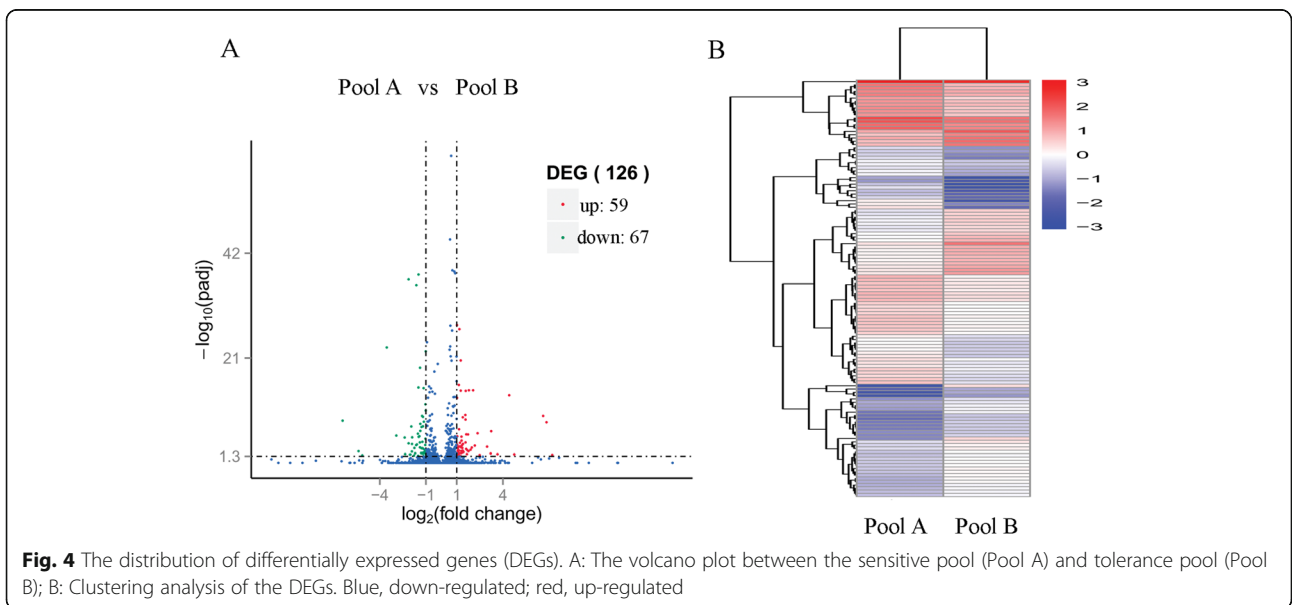 A
Pool A vs Pool B
DEG ( 126 )
up: 59
down: 67
−log10(padj)
42
21
1.3
−4 −1 1 4
log2(fold change)
B
3
2
1
0
−1
−2
−3
Pool A Pool B
Fig. 4 The distribution of differentially expressed genes (DEGs). A: The volcano plot between the sensitive pool (Pool A) and tolerance pool (Pool
B); B: Clustering analysis of the DEGs. Blue, down-regulated; red, up-regulated